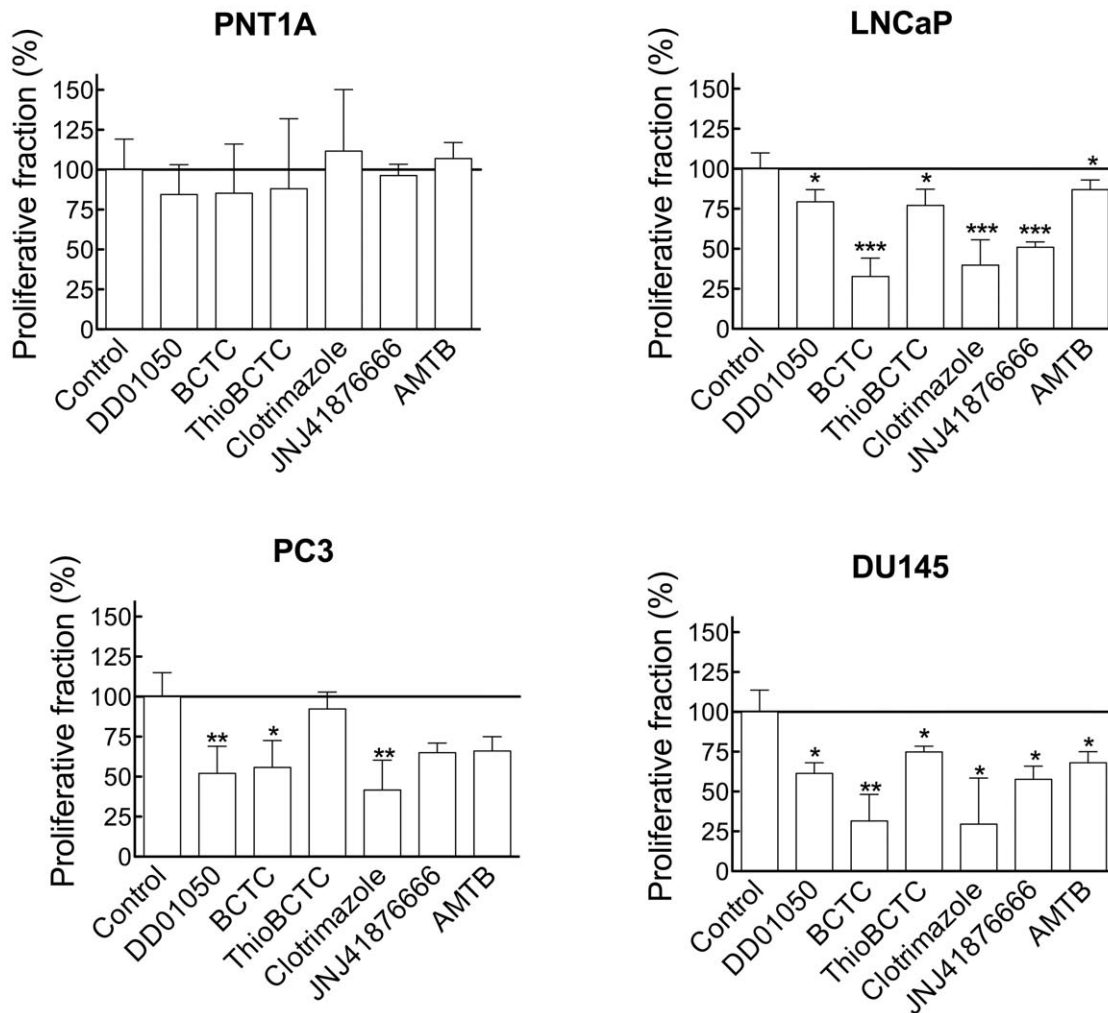 PNT1A
Proliferative fraction (%)
150
125
100
75
50
25
0
Control
DD01050
BCTC
ThioBCTC
Clotrimazole
JNJ41876666
AMTB
LNCaP
Proliferative fraction (%)
150
125
100
75
50
25
0
*
***
*
***
***
*
Control
DD01050
BCTC
ThioBCTC
Clotrimazole
JNJ41876666
AMTB
PC3
Proliferative fraction (%)
150
125
100
75
50
25
0
**
*
**
Control
DD01050
BCTC
ThioBCTC
Clotrimazole
JNJ41876666
AMTB
DU145
Proliferative fraction (%)
150
125
100
75
50
25
0
*
**
*
*
*
*
Control
DD01050
BCTC
ThioBCTC
Clotrimazole
JNJ41876666
AMTB